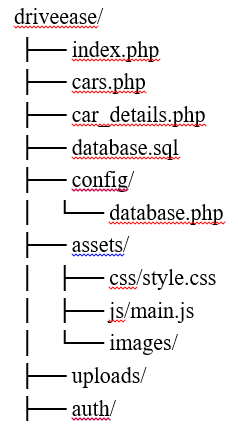 driveease/
├── index.php
├── cars.php
├── car_details.php
├── database.sql
├── config/
│   └── database.php
├── assets/
│   ├── css/style.css
│   ├── js/main.js
│   └── images/
├── uploads/
├── auth/